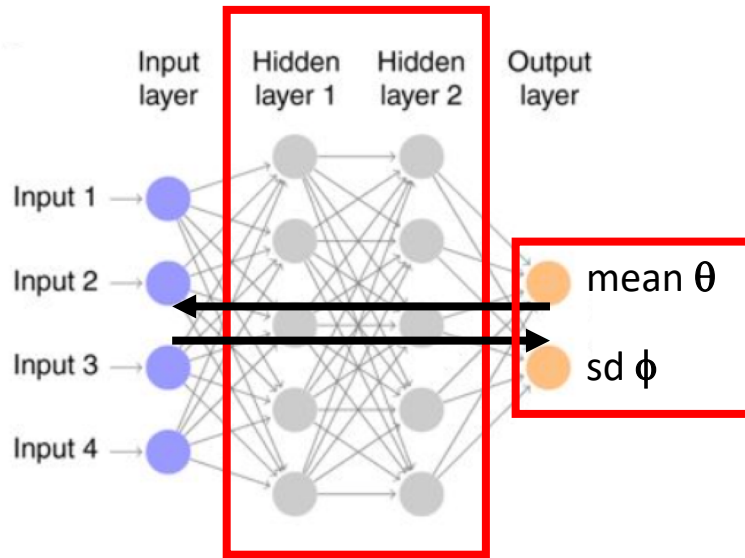 Input
layer
Hidden
layer 1
Hidden
layer 2
Output
layer
Input 1
Input 2
Input 3
Input 4
mean θ
sd ϕ